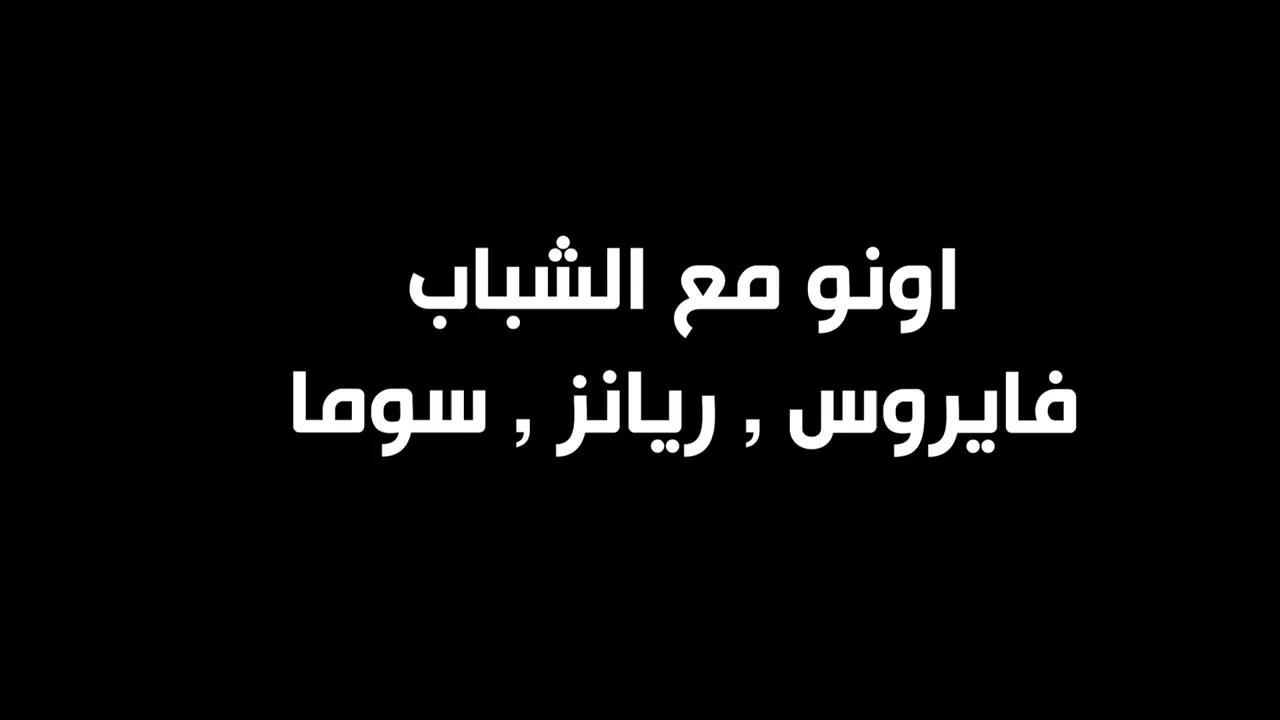 اونو مع الشباب
فايروس , ريانز , سوما